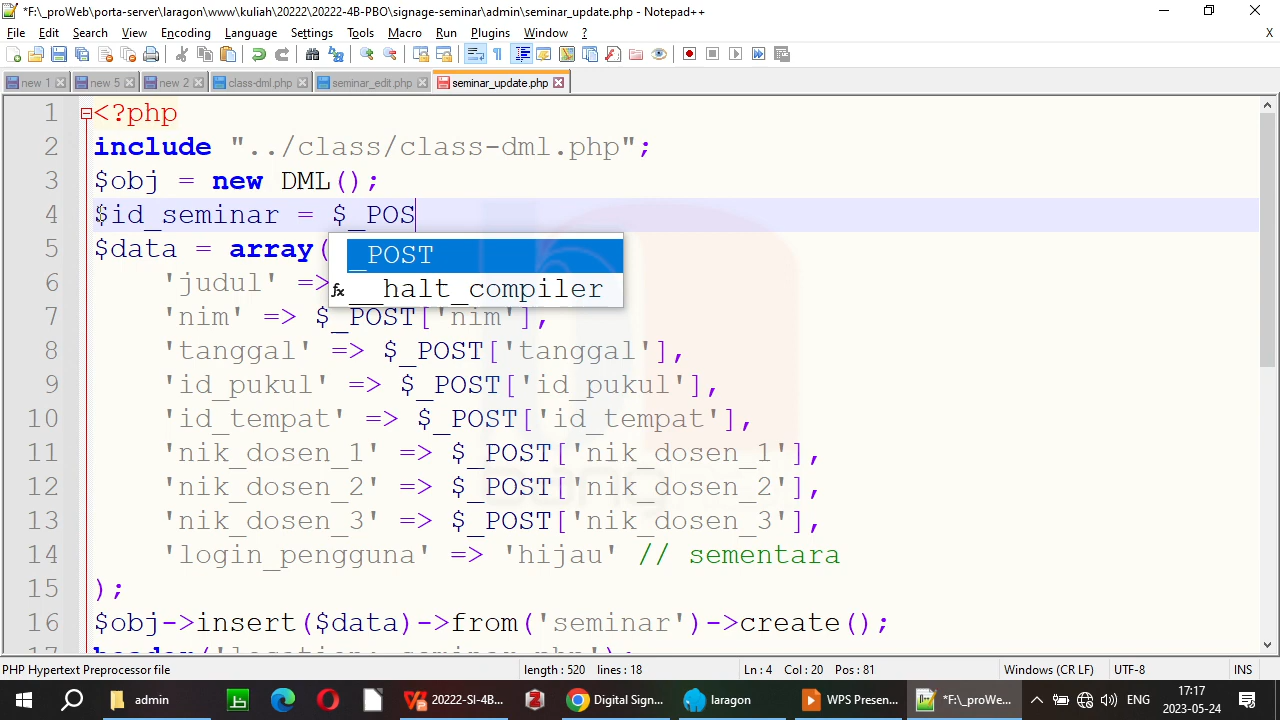 *F:\_proWeb\porta-server\laragon\www\kuliah\20222\20222-4B-PBO\signage-seminar\admin\seminar_update.php - Notepad++
File Edit Search View Encoding Language Settings Tools Macro Run Plugins Window ? X
new 1 new 5 new 2 class-dml.php seminar_edit.php seminar_update.php
1 <?php
2 include "../class/class-dml.php";
3 $obj = new DML();
4 $id_seminar = $_POS
5 $data = array(
_POST
6 'judul' =>
__halt_compiler
7 'nim' => $_POST['nim'],
8 'tanggal' => $_POST['tanggal'],
9 'id_pukul' => $_POST['id_pukul'],
10 'id_tempat' => $_POST['id_tempat'],
11 'nik_dosen_1' => $_POST['nik_dosen_1'],
12 'nik_dosen_2' => $_POST['nik_dosen_2'],
13 'nik_dosen_3' => $_POST['nik_dosen_3'],
14 'login_pengguna' => 'hijau' // sementara
15 );
16 $obj->insert($data)->from('seminar')->create();
17 header('location: seminar.php');
PHP Hypertext Preprocessor file length : 520 lines : 18 Ln : 4 Col : 20 Pos : 81 Windows (CR LF) UTF-8 INS
admin 20222-SI-4B... Digital Sign... laragon WPS Presen... *F:\_proWe... ENG 17:17
2023-05-24